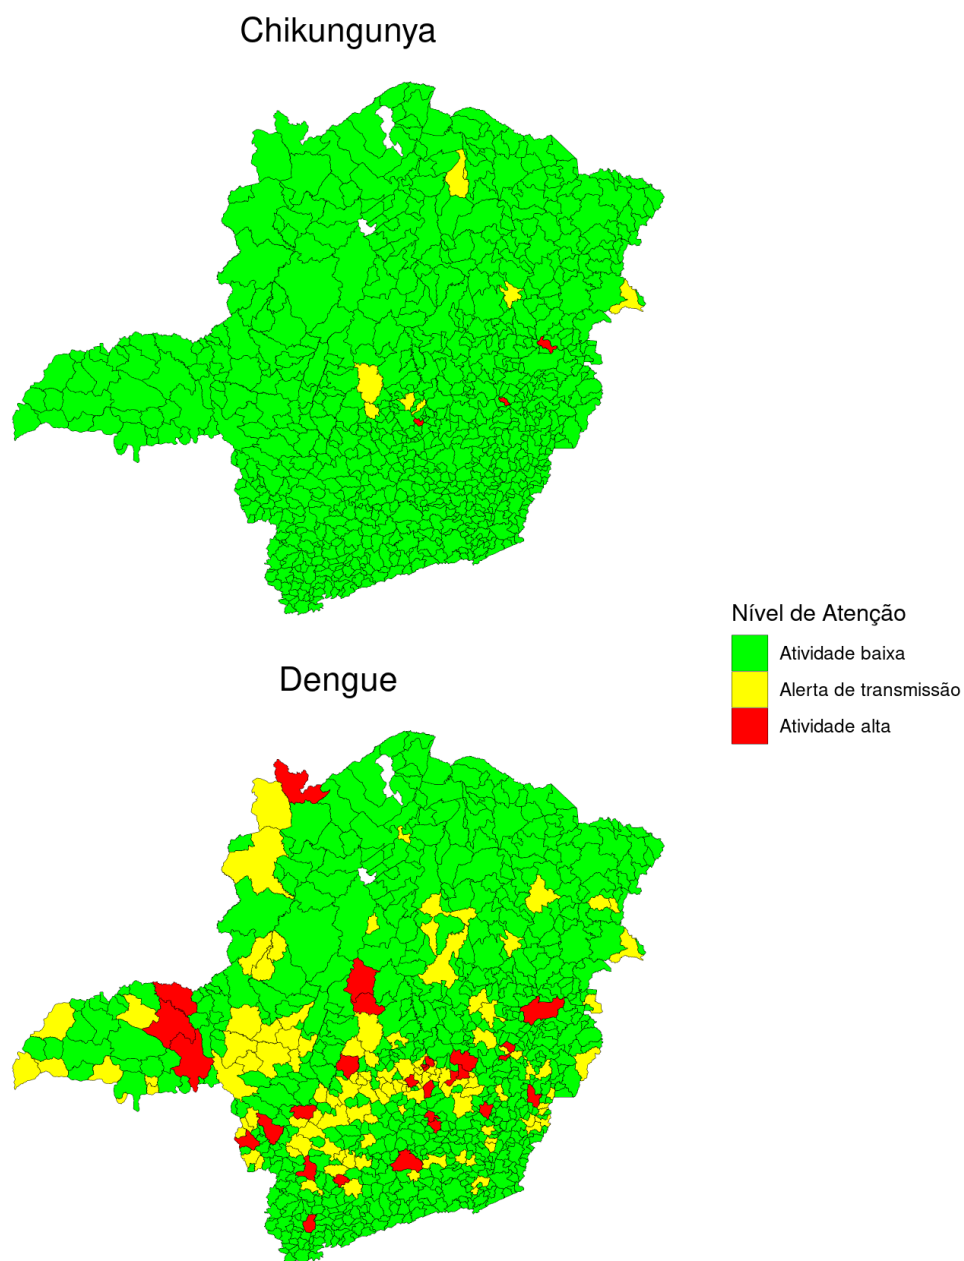 Chikungunya
Nível de Atenção
Atividade baixa
Alerta de transmissão
Atividade alta
Dengue